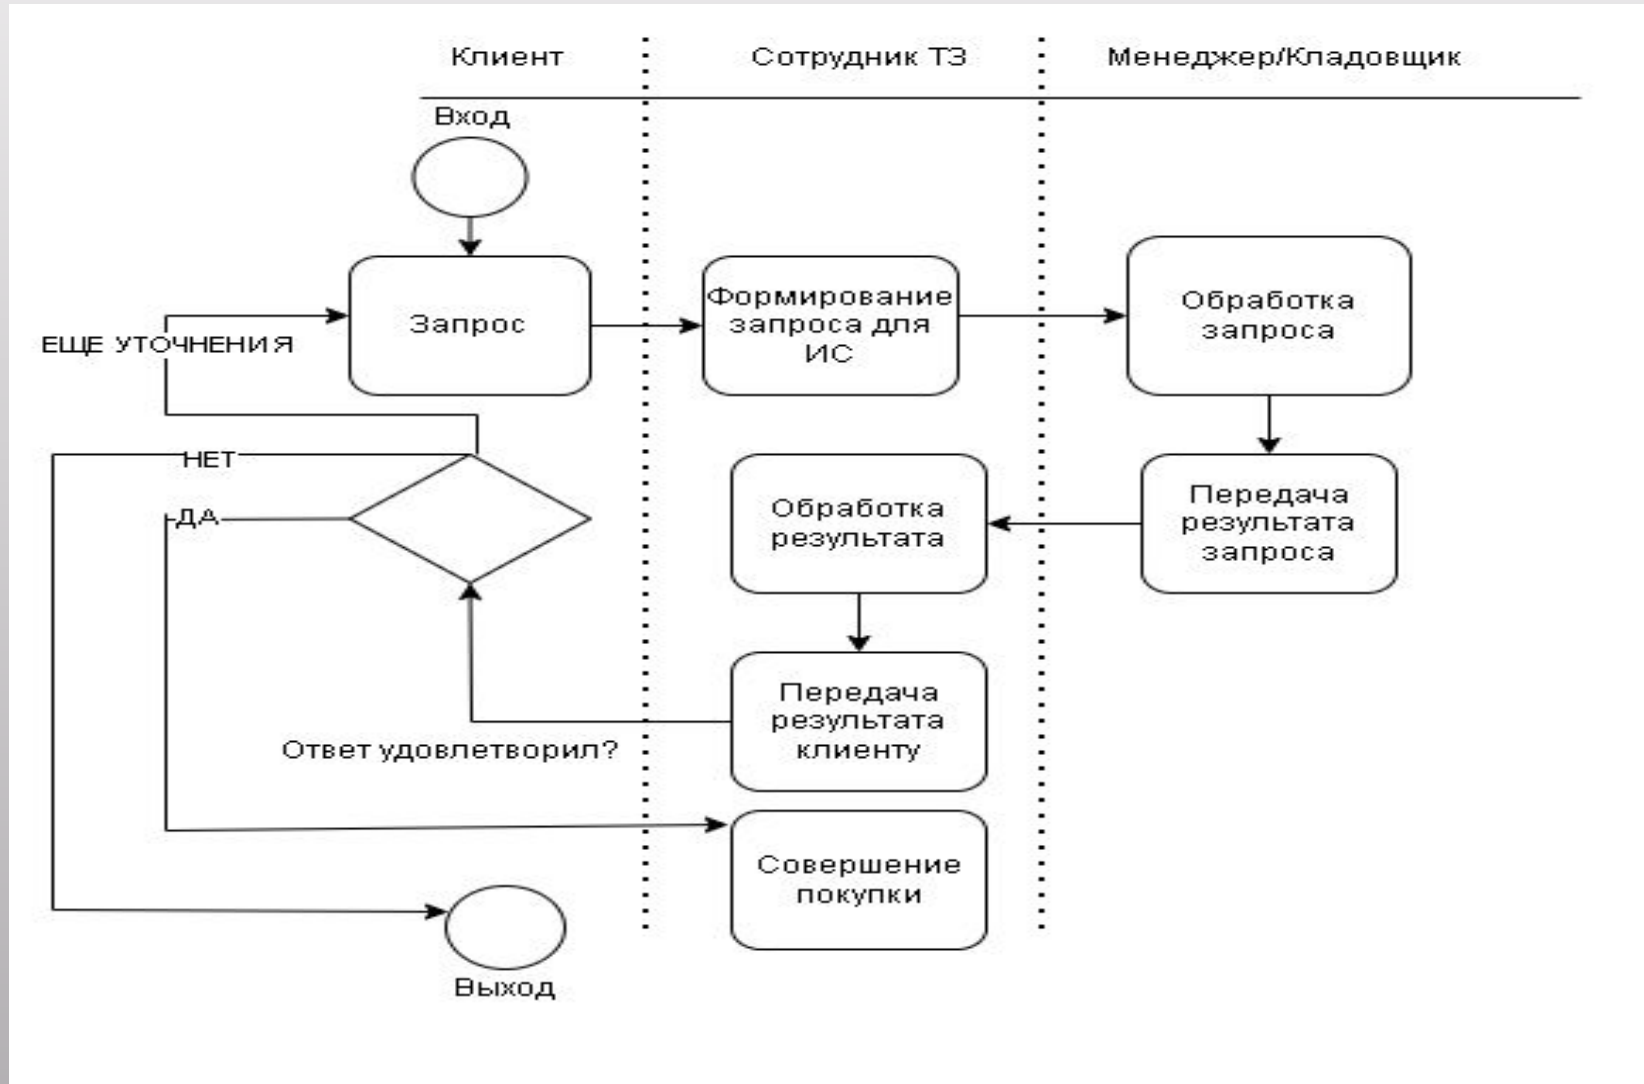 Клиент
Сотрудник ТЗ
Менеджер/Кладовщик
Вход
Запрос
Формирование
запроса для
ИС
Обработка
запроса
ЕЩЕ УТОЧНЕНИЯ
НЕТ
ДА
Обработка
результата
Передача
результата
запроса
Передача
результата
клиенту
Ответ удовлетворил?
Совершение
покупки
Выход